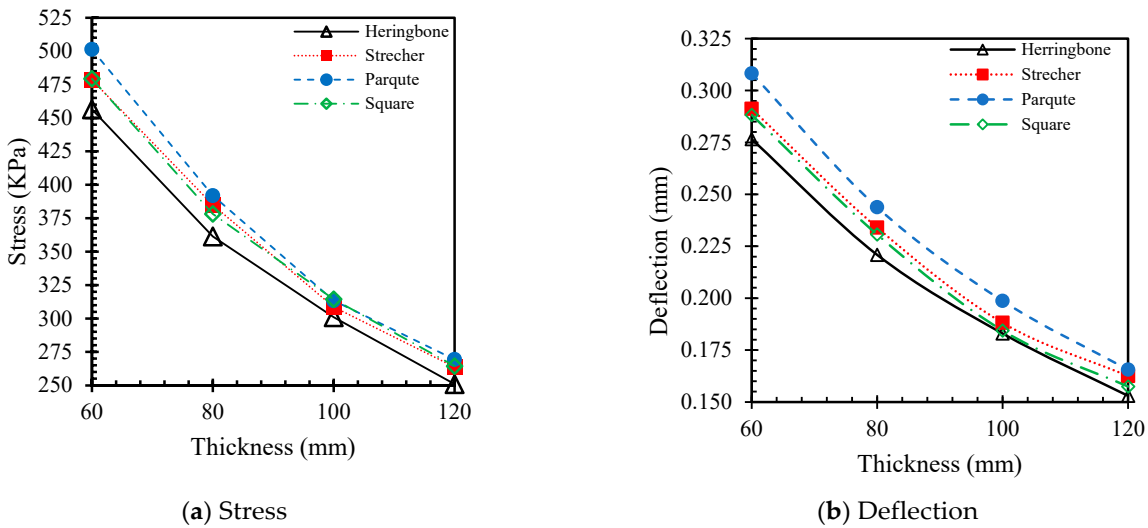 Stress (KPa)
525
500
475
450
425
400
375
350
325
300
275
250
60
80
100
120
Thickness (mm)
Heringbone
Strecher
Parqute
Square
(a) Stress
Deflection (mm)
0.325
0.300
0.275
0.250
0.225
0.200
0.175
0.150
60
80
100
120
Thickness (mm)
Herringbone
Strecher
Parqute
Square
(b) Deflection